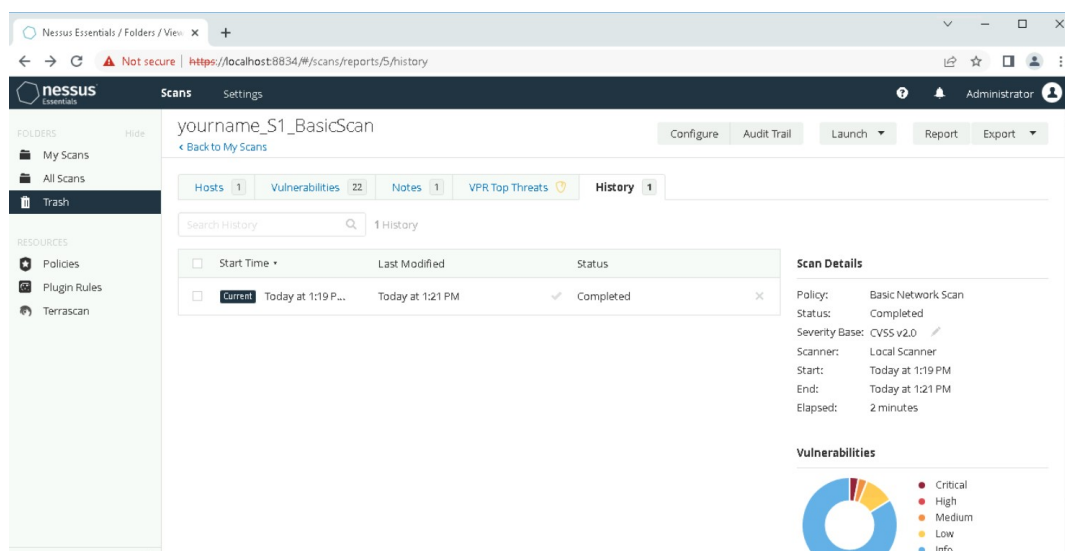 Nessus Essentials / Folders / View
Not secure | https://localhost:8834/#/scans/reports/5/history
nessus
Essentials
Scans Settings
Administrator
FOLDERS Hide
My Scans
All Scans
Trash
RESOURCES
Policies
Plugin Rules
Terrascan
yourname_S1_BasicScan
< Back to My Scans
Configure Audit Trail Launch Report Export
Hosts 1 Vulnerabilities 22 Notes 1 VPR Top Threats History 1
Search History 1 History
Start Time Last Modified Status
Current Today at 1:19 P... Today at 1:21 PM Completed
Scan Details
Policy: Basic Network Scan
Status: Completed
Severity Base: CVSS v2.0
Scanner: Local Scanner
Start: Today at 1:19 PM
End: Today at 1:21 PM
Elapsed: 2 minutes
Vulnerabilities
Critical
High
Medium
Low
Info